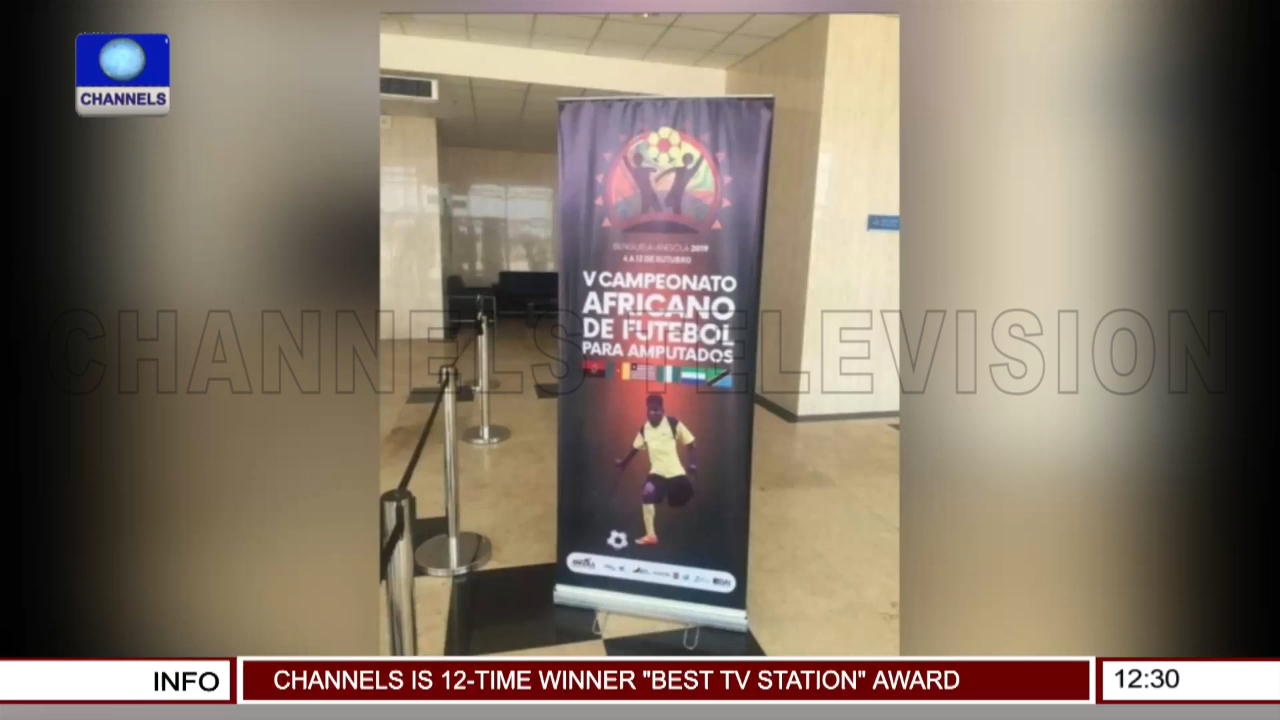 CHANNELS
BENGUELA-ANGOLA 2019
4 A 12 DE OUTUBRO
V CAMPEONATO
AFRICANO
DE FUTEBOL
PARA AMPUTADOS
CHANNELS TELEVISION
INFO
CHANNELS IS 12-TIME WINNER "BEST TV STATION" AWARD
12:30